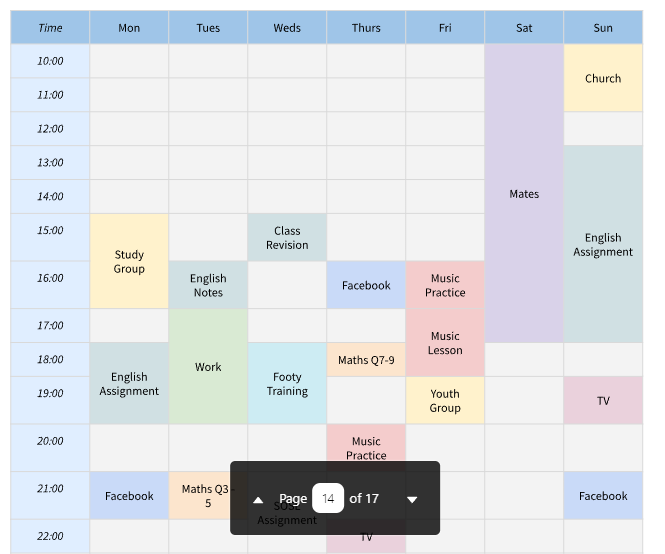 Time Mon Tues Weds Thurs Fri Sat Sun
10:00
Church
11:00
12:00
13:00
14:00
Mates
15:00
Class
Revision
Study
Group
English
Assignment
16:00
English
Notes
Facebook
Music
Practice
17:00
Music
Lesson
18:00
Maths Q7-9
Work
English
Assignment
Footy
Training
19:00
Youth
Group
TV
20:00
Music
Practice
21:00
Facebook
Maths Q3 -
5
Page 14 of 17
Assignment
Facebook
22:00
TV